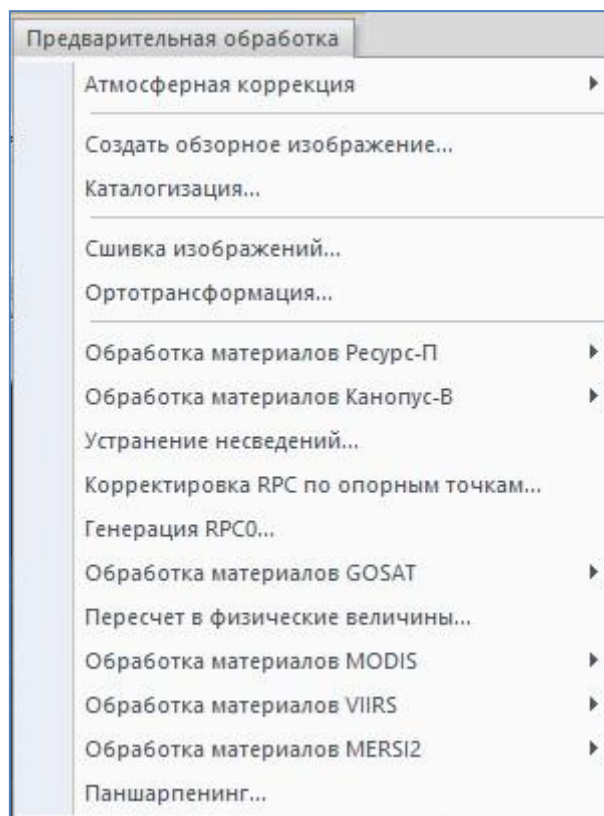 Предварительная обработка
Атмосферная коррекция
Создать обзорное изображение...
Каталогизация...
Сшивка изображений...
Ортотрансформация...
Обработка материалов Ресурс-П
Обработка материалов Канопус-В
Устранение несведений...
Корректировка RPC по опорным точкам...
Генерация RPC0...
Обработка материалов GOSAT
Пересчет в физические величины...
Обработка материалов MODIS
Обработка материалов VIIRS
Обработка материалов MERSI2
Паншарпенинг...